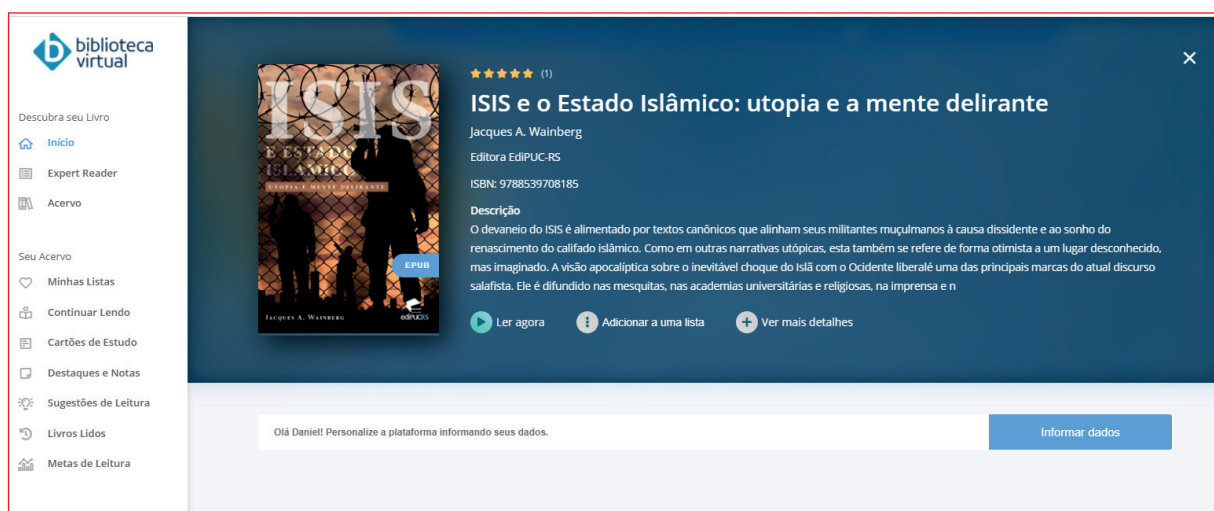 biblioteca
virtual
Descubra seu Livro
Início
Expert Reader
Acervo
Seu Acervo
Minhas Listas
Continuar Lendo
Cartões de Estudo
Destaques e Notas
Sugestões de Leitura
Livros Lidos
Metas de Leitura
ISIS
E ESTADO
ISLÂMICO
UTOPIA E MENTE DELIRANTE
EPUB
JACQUES A. WAINBERG
ediPUCRS
(1)
ISIS e o Estado Islâmico: utopia e a mente delirante
Jacques A. Wainberg
Editora EdiPUC-RS
ISBN: 9788539708185
Descrição
O devaneio do ISIS é alimentado por textos canônicos que alinham seus militantes muçulmanos à causa dissidente e ao sonho do
renascimento do califado islâmico. Como em outras narrativas utópicas, esta também se refere de forma otimista a um lugar desconhecido,
mas imaginado. A visão apocalíptica sobre o inevitável choque do Islã com o Ocidente liberalé uma das principais marcas do atual discurso
salafista. Ele é difundido nas mesquitas, nas academias universitárias e religiosas, na imprensa e n
Ler agora
Adicionar a uma lista
Ver mais detalhes
Olá Daniel! Personalize a plataforma informando seus dados.
Informar dados